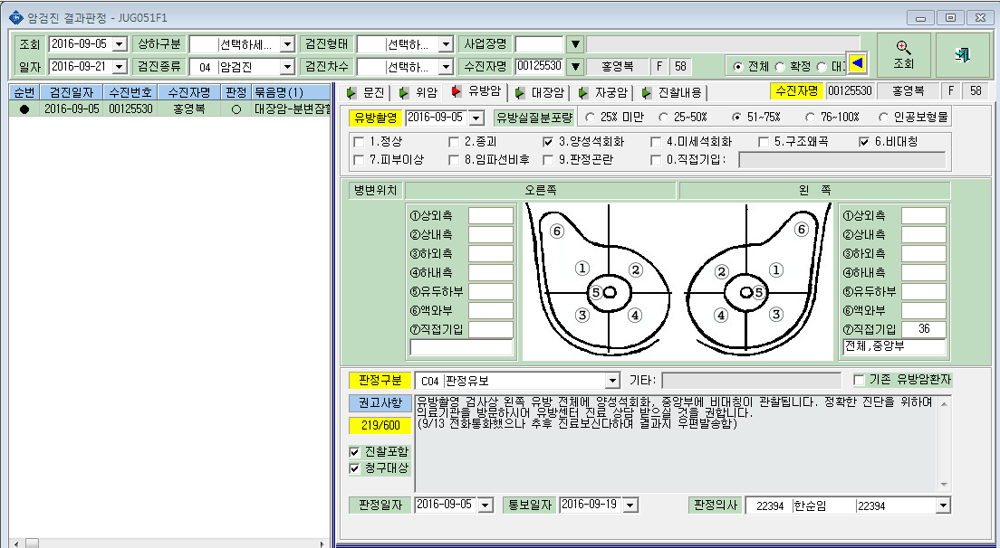 암검진 결과판정 - JUG051F1
조회 2016-09-05 상하구분 선택하세... 검진형태 선택하... 사업장명
일자 2016-09-21 검진종류 04 암검진 검진차수 선택하... 수진자명 00125530 홍영복 F 58 전체 확정 조회
순번 검진일자 수진번호 수진자명 판정 묶음명(1)
2016-09-05 00125530 홍영복 대장암-분변잠혈
문진 위암 유방암 대장암 자궁암 진찰내용 수진자명 00125530 홍영복 F 58
유방촬영 2016-09-05 유방실질분포량 25% 미만 25~50% 51~75% 76~100% 인공보형물
1.정상 2.종괴 3.양성석회화 4.미세석회화 5.구조왜곡 6.비대칭
7.피부이상 8.임파선비후 9.판정곤란 0.직접기입:
병변위치 오른쪽 왼 쪽
①상외측
②상내측
③하외측
④하내측
⑤유두하부
⑥액와부
⑦직접기입
⑥
① ②
⑤
③ ④
⑥
② ①
⑤
④ ③
①상외측
②상내측
③하외측
④하내측
⑤유두하부
⑥액와부
⑦직접기입 36
전체,중앙부
판정구분 C04 판정유보 기타: 기존 유방암환자
권고사항 유방촬영 검사상 왼쪽 유방 전체에 양성석회화, 중앙부에 비대칭이 관찰됩니다. 정확한 진단을 위하여
의료기관을 방문하시어 유방센터 진료 상담 받으실 것을 권합니다.
(9/13 전화통화했으나 추후 진료보신다하며 결과지 우편발송함)
219/600
진찰포함
청구대상
판정일자 2016-09-05 통보일자 2016-09-19 판정의사 22394 한순임 22394